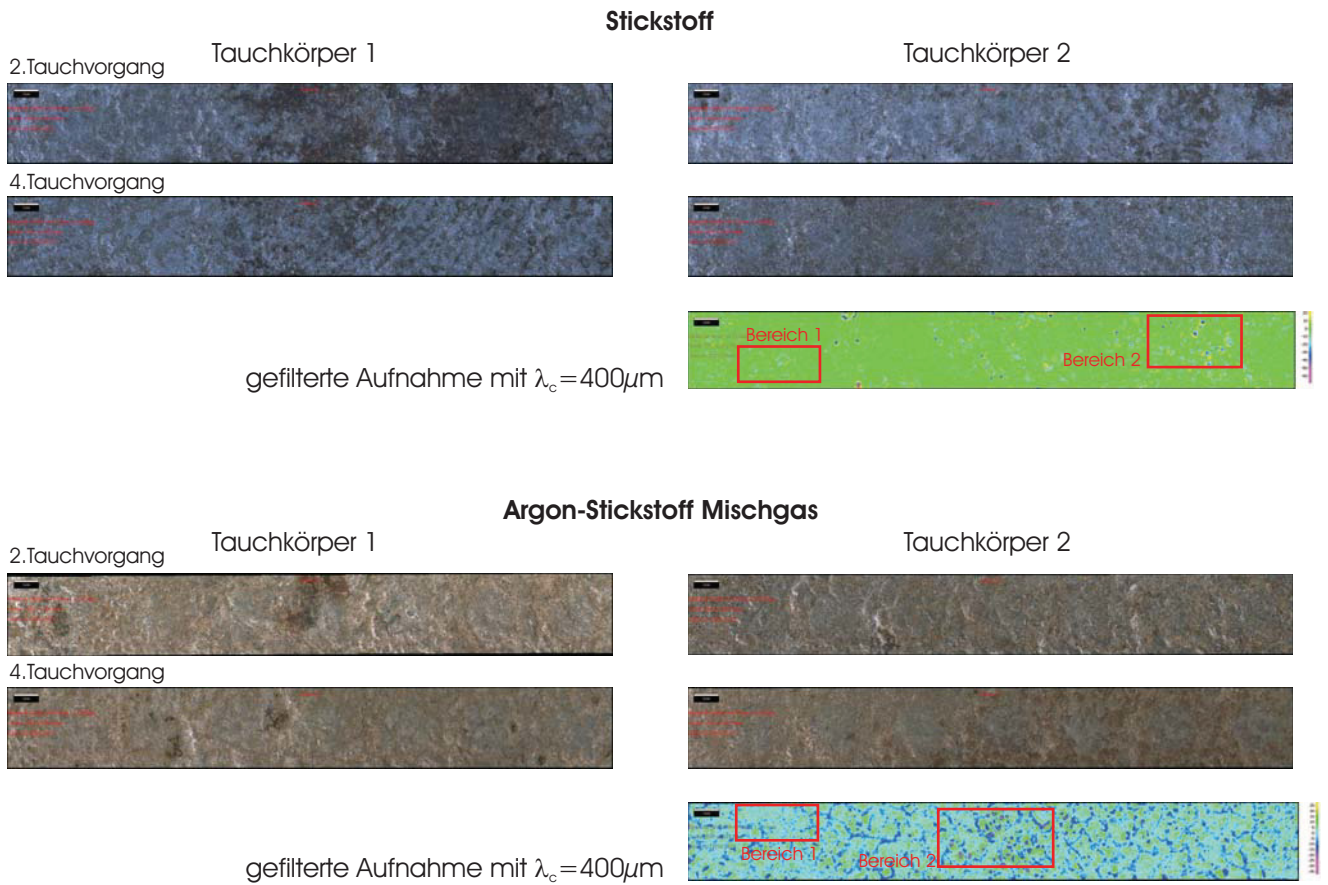 Stickstoff
Tauchkörper 1
Tauchkörper 2
2.Tauchvorgang
4.Tauchvorgang
Bereich 1
Bereich 2
gefilterte Aufnahme mit λc=400µm
Argon-Stickstoff Mischgas
Tauchkörper 1
Tauchkörper 2
2.Tauchvorgang
4.Tauchvorgang
Bereich 1
Bereich 2
gefilterte Aufnahme mit λc=400µm